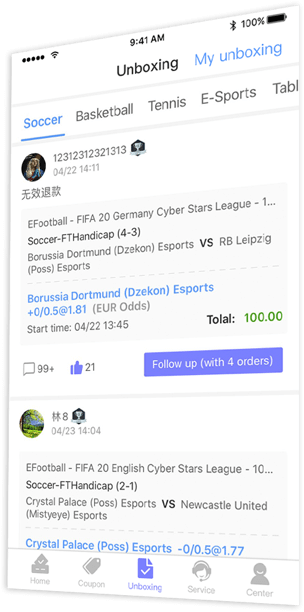 9:41 AM
100%
Unboxing
My unboxing
Soccer Basketball Tennis E-Sports Tabl
12312312321313
04/22 14:11
无效退款
EFootball - FIFA 20 Germany Cyber Stars League - 1...
Soccer-FTHandicap (4-3)
Borussia Dortmund (Dzekon) Esports VS RB Leipzig
(Poss) Esports
Borussia Dortmund (Dzekon) Esports
+0/0.5@1.81 (EUR Odds)
Start time: 04/22 13:45
Total: 100.00
99+ 21 Follow up (with 4 orders)
林8
04/23 14:04
EFootball - FIFA 20 English Cyber Stars League - 10...
Soccer-FTHandicap (2-1)
Crystal Palace (Poss) Esports VS Newcastle United
(Mistyeye) Esports
Crystal Palace (Poss) Esports -0/0.5@1.77
Home Coupon Unboxing Service Center